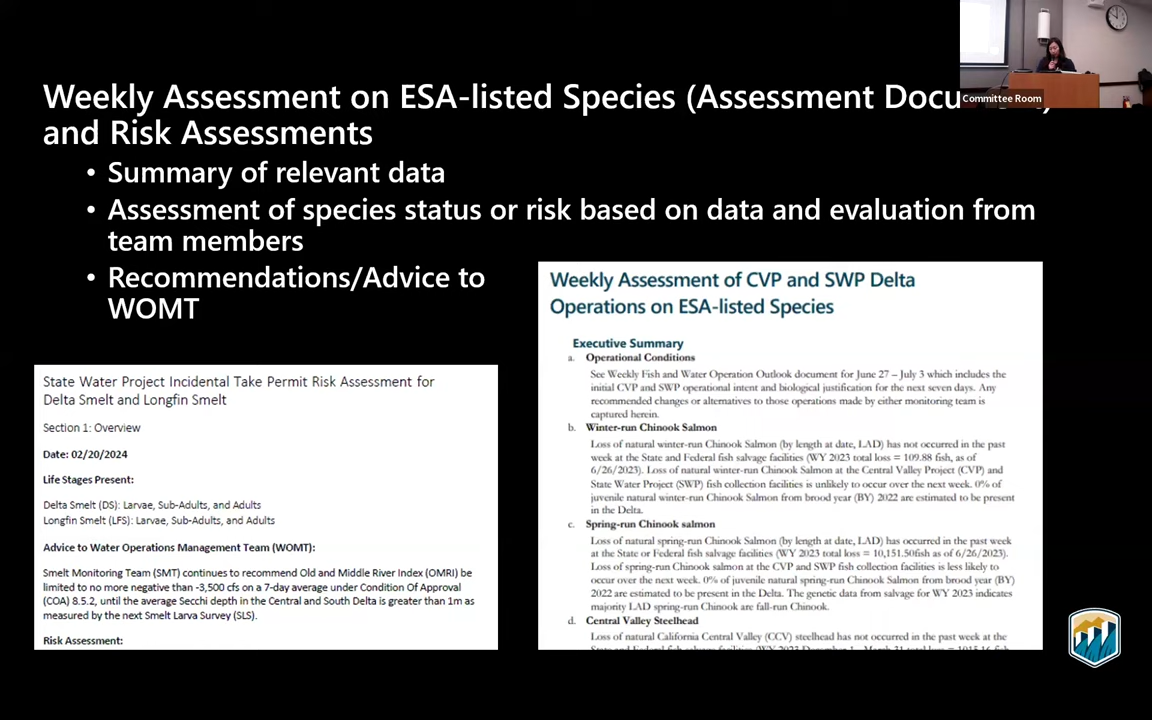 Weekly Assessment on ESA-listed Species (Assessment Docu
and Risk Assessments
• Summary of relevant data
• Assessment of species status or risk based on data and evaluation from
team members
• Recommendations/Advice to
WOMT
Committee Room
State Water Project Incidental Take Permit Risk Assessment for
Delta Smelt and Longfin Smelt
Section 1: Overview
Date: 02/20/2024
Life Stages Present:
Delta Smelt (DS): Larvae, Sub-Adults, and Adults
Longfin Smelt (LFS): Larvae, Sub-Adults, and Adults
Advice to Water Operations Management Team (WOMT):
Smelt Monitoring Team (SMT) continues to recommend Old and Middle River Index (OMRI) be
limited to no more negative than -3,500 cfs on a 7-day average under Condition Of Approval
(COA) 8.5.2, until the average Secchi depth in the Central and South Delta is greater than 1m as
measured by the next Smelt Larva Survey (SLS).
Risk Assessment:
Weekly Assessment of CVP and SWP Delta
Operations on ESA-listed Species
Executive Summary
a. Operational Conditions
See Weekly Fish and Water Operation Outlook document for June 27 – July 3 which includes the
initial CVP and SWP operational intent and biological justification for the next seven days. Any
recommended changes or alternatives to those operations made by either monitoring team is
captured herein.
b. Winter-run Chinook Salmon
Loss of natural winter-run Chinook Salmon (by length at date, LAD) has not occurred in the past
week at the State and Federal fish salvage facilities (WY 2023 total loss = 109.88 fish, as of
6/26/2023). Loss of natural winter-run Chinook Salmon at the Central Valley Project (CVP) and
State Water Project (SWP) fish collection facilities is unlikely to occur over the next week. 0% of
juvenile natural winter-run Chinook Salmon from brood year (BY) 2022 are estimated to be present
in the Delta.
c. Spring-run Chinook salmon
Loss of natural spring-run Chinook Salmon (by length at date, LAD) has occurred in the past week
at the State or Federal fish salvage facilities (WY 2023 total loss = 10,151.50fish as of 6/26/2023).
Loss of spring-run Chinook salmon at the CVP and SWP fish collection facilities is less likely to
occur over the next week. 0% of juvenile natural spring-run Chinook Salmon from brood year (BY)
2022 are estimated to be present in the Delta. The genetic data from salvage for WY 2023 indicates
majority LAD spring-run Chinook are fall-run Chinook.
d. Central Valley Steelhead
Loss of natural California Central Valley (CCV) steelhead has not occurred in the past week at the
State and Federal fish salvage facilities (WY 2023 December 1 - March 31 total loss = 1015.16 fish